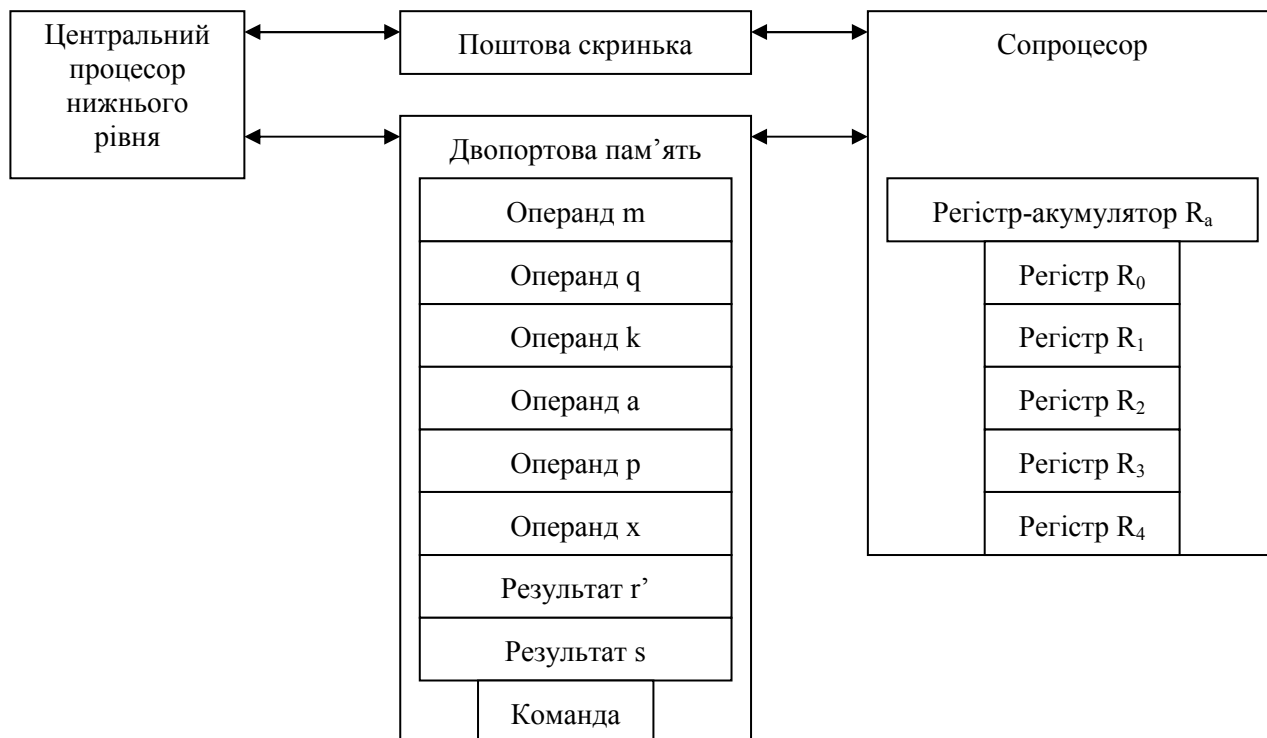 Центральний
процесор
нижнього
рівня
Поштова скринька
Сопроцесор
Двопортова пам’ять
Операнд m
Операнд q
Операнд k
Операнд a
Операнд p
Операнд x
Результат r’
Результат s
Команда
Регістр-акумулятор Rₐ
Регістр R₀
Регістр R₁
Регістр R₂
Регістр R₃
Регістр R₄